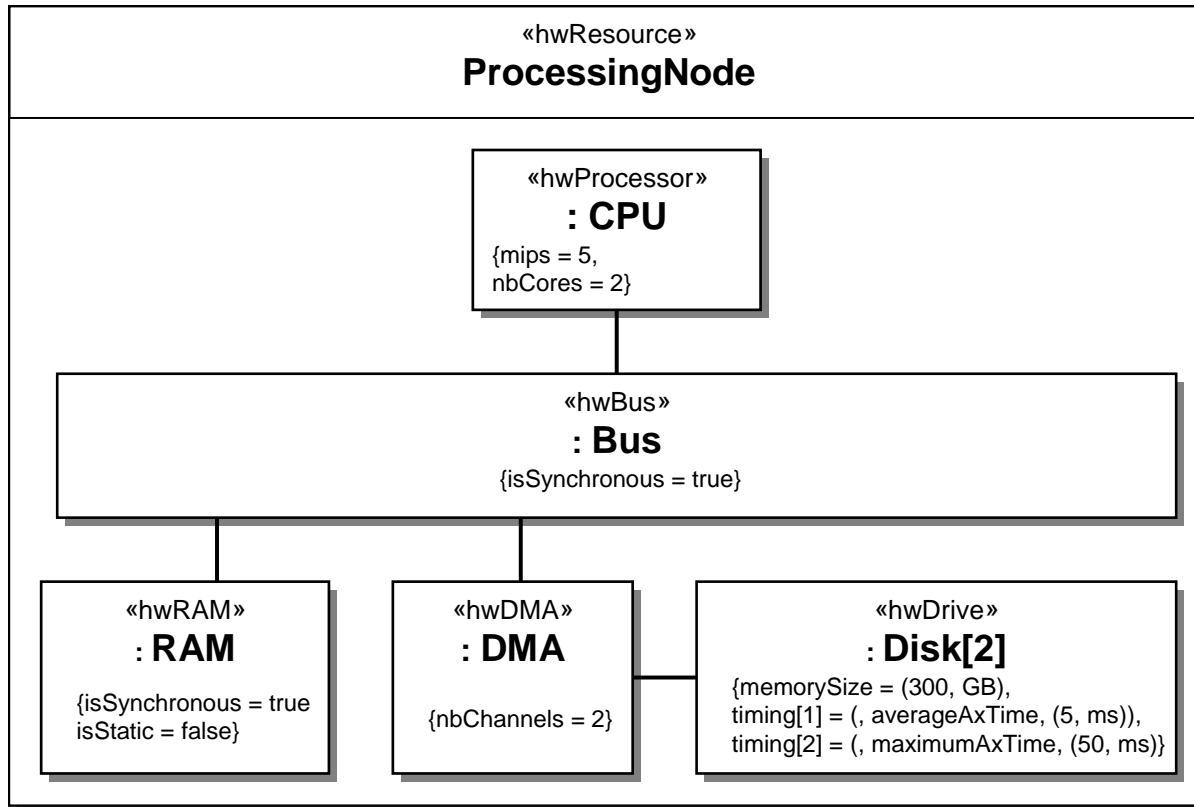 «hwResource»
ProcessingNode
«hwProcessor»
: CPU
{mips = 5,
nbCores = 2}
«hwBus»
: Bus
{isSynchronous = true}
«hwRAM»
: RAM
{isSynchronous = true
isStatic = false}
«hwDMA»
: DMA
{nbChannels = 2}
«hwDrive»
: Disk[2]
{memorySize = (300, GB),
timing[1] = (, averageAxTime, (5, ms)),
timing[2] = (, maximumAxTime, (50, ms)}